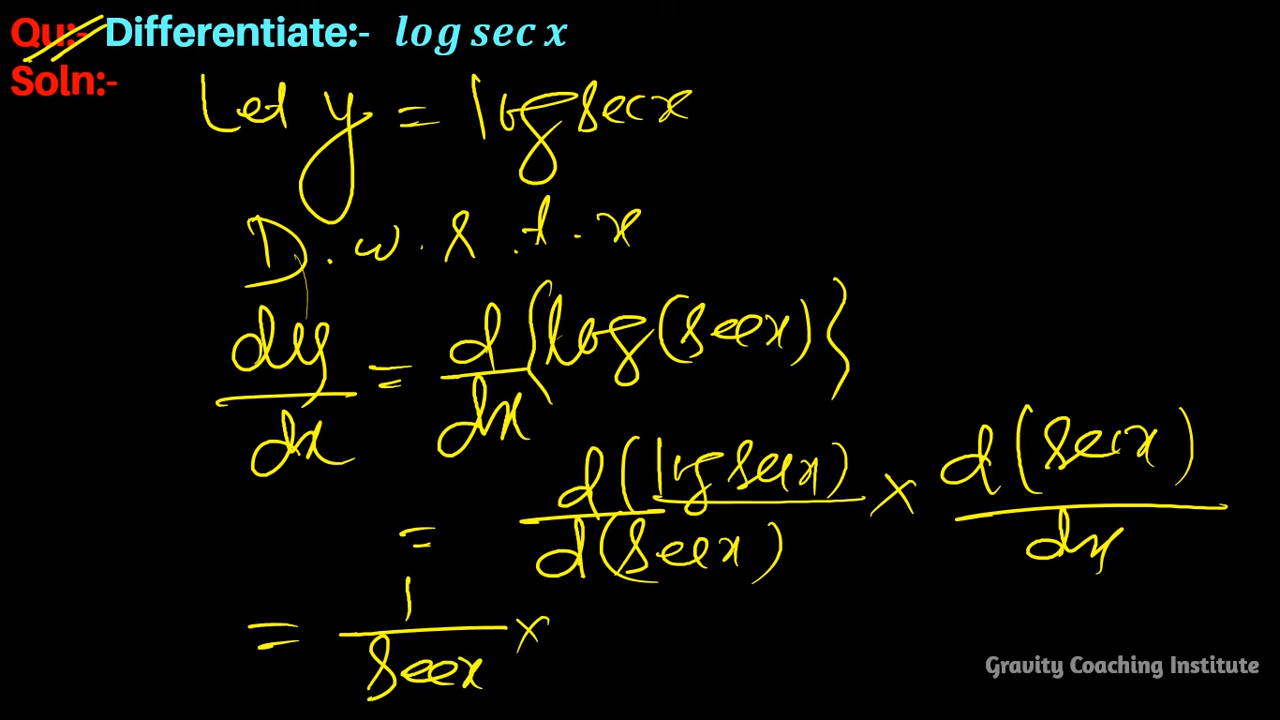 Qu:- Differentiate:- log sec x
Soln:-
Let y = log sec x
D.w.r.t.x
dy/dx = d/dx {log(sec x)}
= d(log sec x)/d(sec x) × d(sec x)/dx
= 1/sec x ×
Gravity Coaching Institute